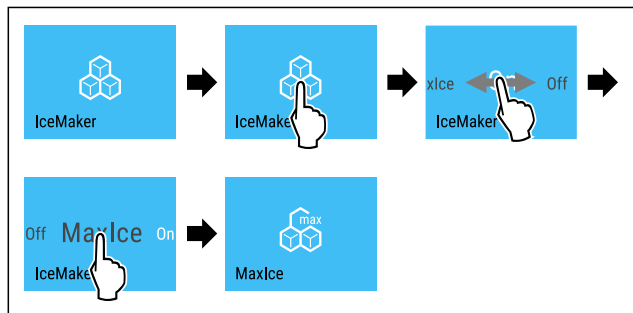 IceMaker
IceMake
xIce Off
IceMaker
Off MaxIce On
IceMake
max
MaxIce